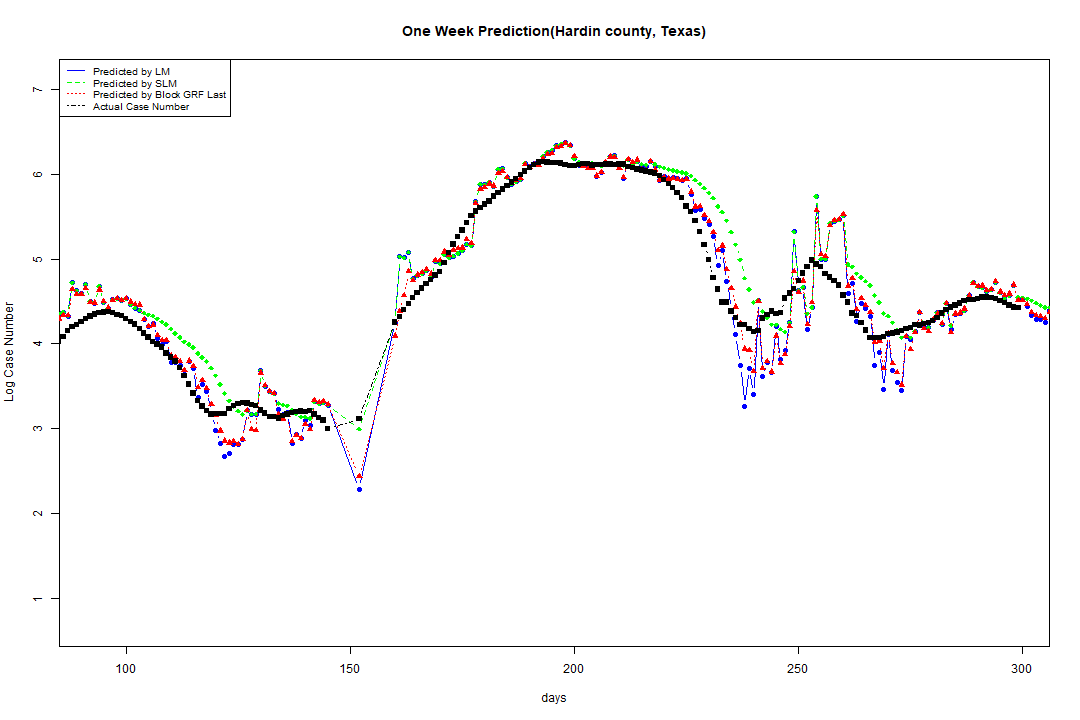 One Week Prediction(Hardin county, Texas)
Predicted by LM
Predicted by SLM
Predicted by Block GRF Last
Actual Case Number
Log Case Number
7
6
5
4
3
2
1
100 150 200 250 300
days